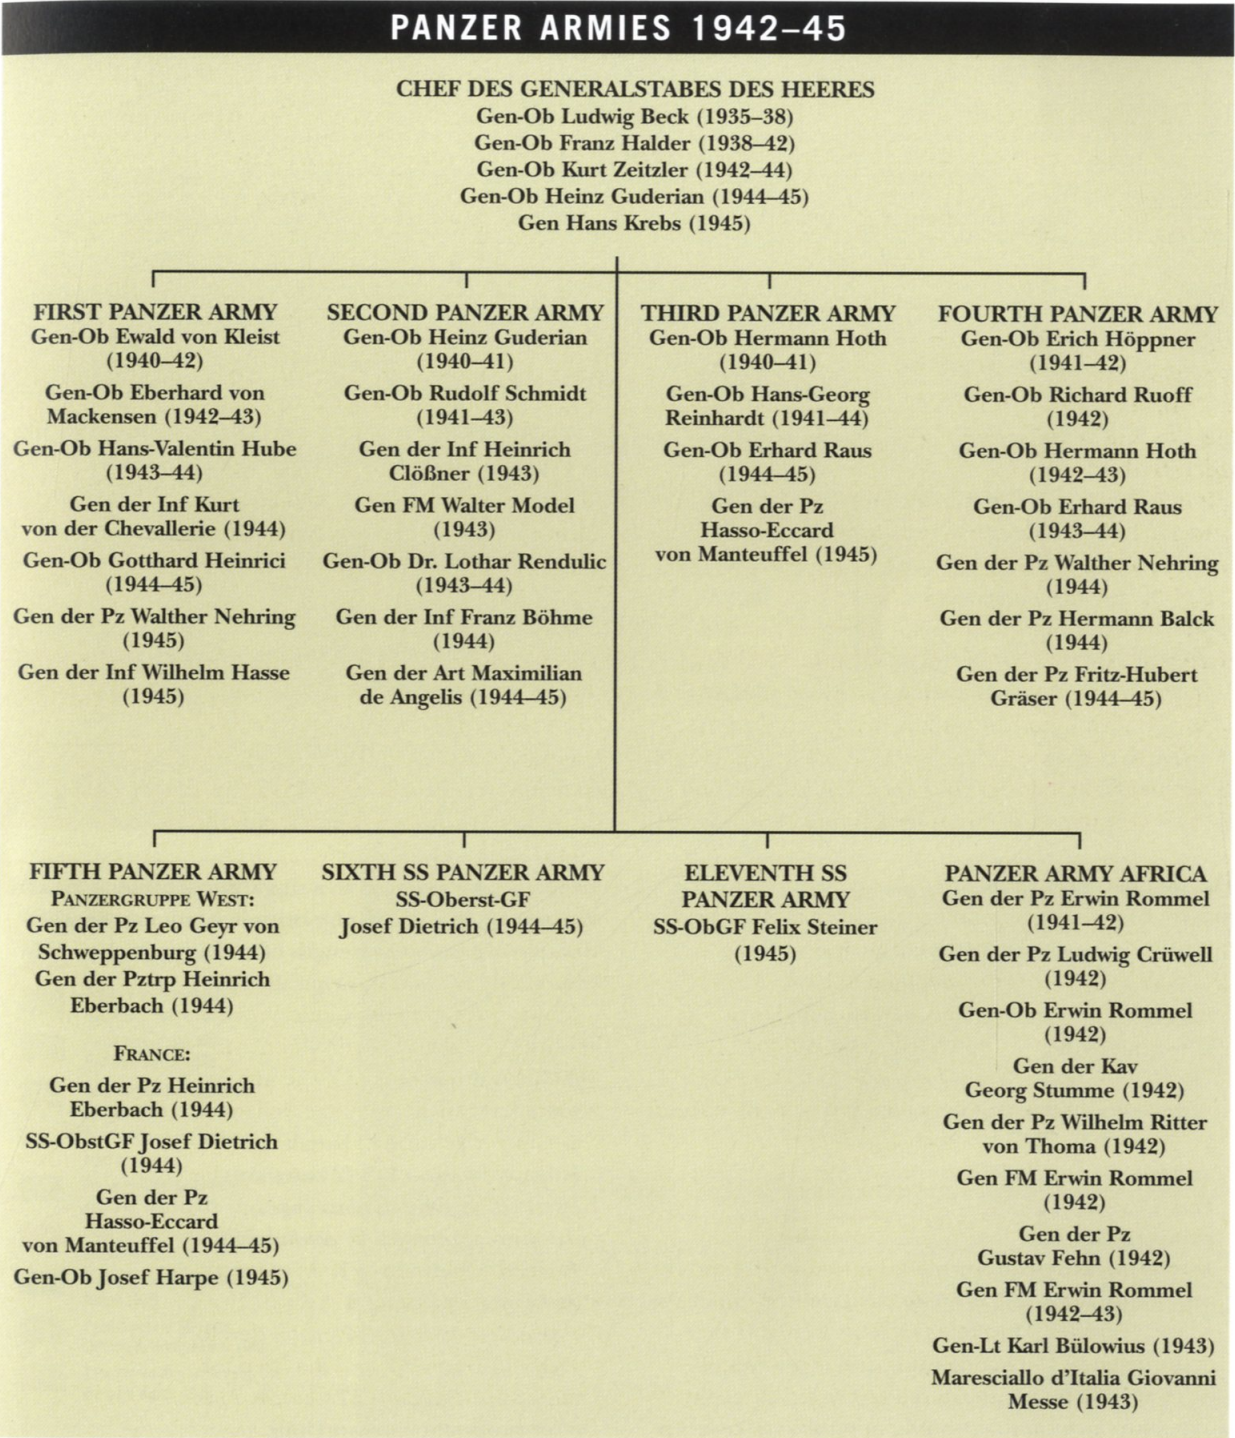 PANZER ARMIES 1942–45
CHEF DES GENERALSTABES DES HEERES
Gen-Ob Ludwig Beck (1935–38)
Gen-Ob Franz Halder (1938–42)
Gen-Ob Kurt Zeitzler (1942–44)
Gen-Ob Heinz Guderian (1944–45)
Gen Hans Krebs (1945)
FIRST PANZER ARMY
Gen-Ob Ewald von Kleist
(1940–42)
Gen-Ob Eberhard von
Mackensen (1942–43)
Gen-Ob Hans-Valentin Hube
(1943–44)
Gen der Inf Kurt
von der Chevallerie (1944)
Gen-Ob Gotthard Heinrici
(1944–45)
Gen der Pz Walther Nehring
(1945)
Gen der Inf Wilhelm Hasse
(1945)
SECOND PANZER ARMY
Gen-Ob Heinz Guderian
(1940–41)
Gen-Ob Rudolf Schmidt
(1941–43)
Gen der Inf Heinrich
Clößner (1943)
Gen FM Walter Model
(1943)
Gen-Ob Dr. Lothar Rendulic
(1943–44)
Gen der Inf Franz Böhme
(1944)
Gen der Art Maximilian
de Angelis (1944–45)
THIRD PANZER ARMY
Gen-Ob Hermann Hoth
(1940–41)
Gen-Ob Hans-Georg
Reinhardt (1941–44)
Gen-Ob Erhard Raus
(1944–45)
Gen der Pz
Hasso-Eccard
von Manteuffel (1945)
FOURTH PANZER ARMY
Gen-Ob Erich Höppner
(1941–42)
Gen-Ob Richard Ruoff
(1942)
Gen-Ob Hermann Hoth
(1942–43)
Gen-Ob Erhard Raus
(1943–44)
Gen der Pz Walther Nehring
(1944)
Gen der Pz Hermann Balck
(1944)
Gen der Pz Fritz-Hubert
Gräser (1944–45)
FIFTH PANZER ARMY
PANZERGRUPPE WEST:
Gen der Pz Leo Geyr von
Schweppenburg (1944)
Gen der Pztrp Heinrich
Eberbach (1944)
FRANCE:
Gen der Pz Heinrich
Eberbach (1944)
SS-ObstGF Josef Dietrich
(1944)
Gen der Pz
Hasso-Eccard
von Manteuffel (1944–45)
Gen-Ob Josef Harpe (1945)
SIXTH SS PANZER ARMY
SS-Oberst-GF
Josef Dietrich (1944–45)
ELEVENTH SS
PANZER ARMY
SS-ObGF Felix Steiner
(1945)
PANZER ARMY AFRICA
Gen der Pz Erwin Rommel
(1941–42)
Gen der Pz Ludwig Crüwell
(1942)
Gen-Ob Erwin Rommel
(1942)
Gen der Kav
Georg Stumme (1942)
Gen der Pz Wilhelm Ritter
von Thoma (1942)
Gen FM Erwin Rommel
(1942)
Gen der Pz
Gustav Fehn (1942)
Gen FM Erwin Rommel
(1942–43)
Gen-Lt Karl Bülowius (1943)
Maresciallo d'Italia Giovanni
Messe (1943)